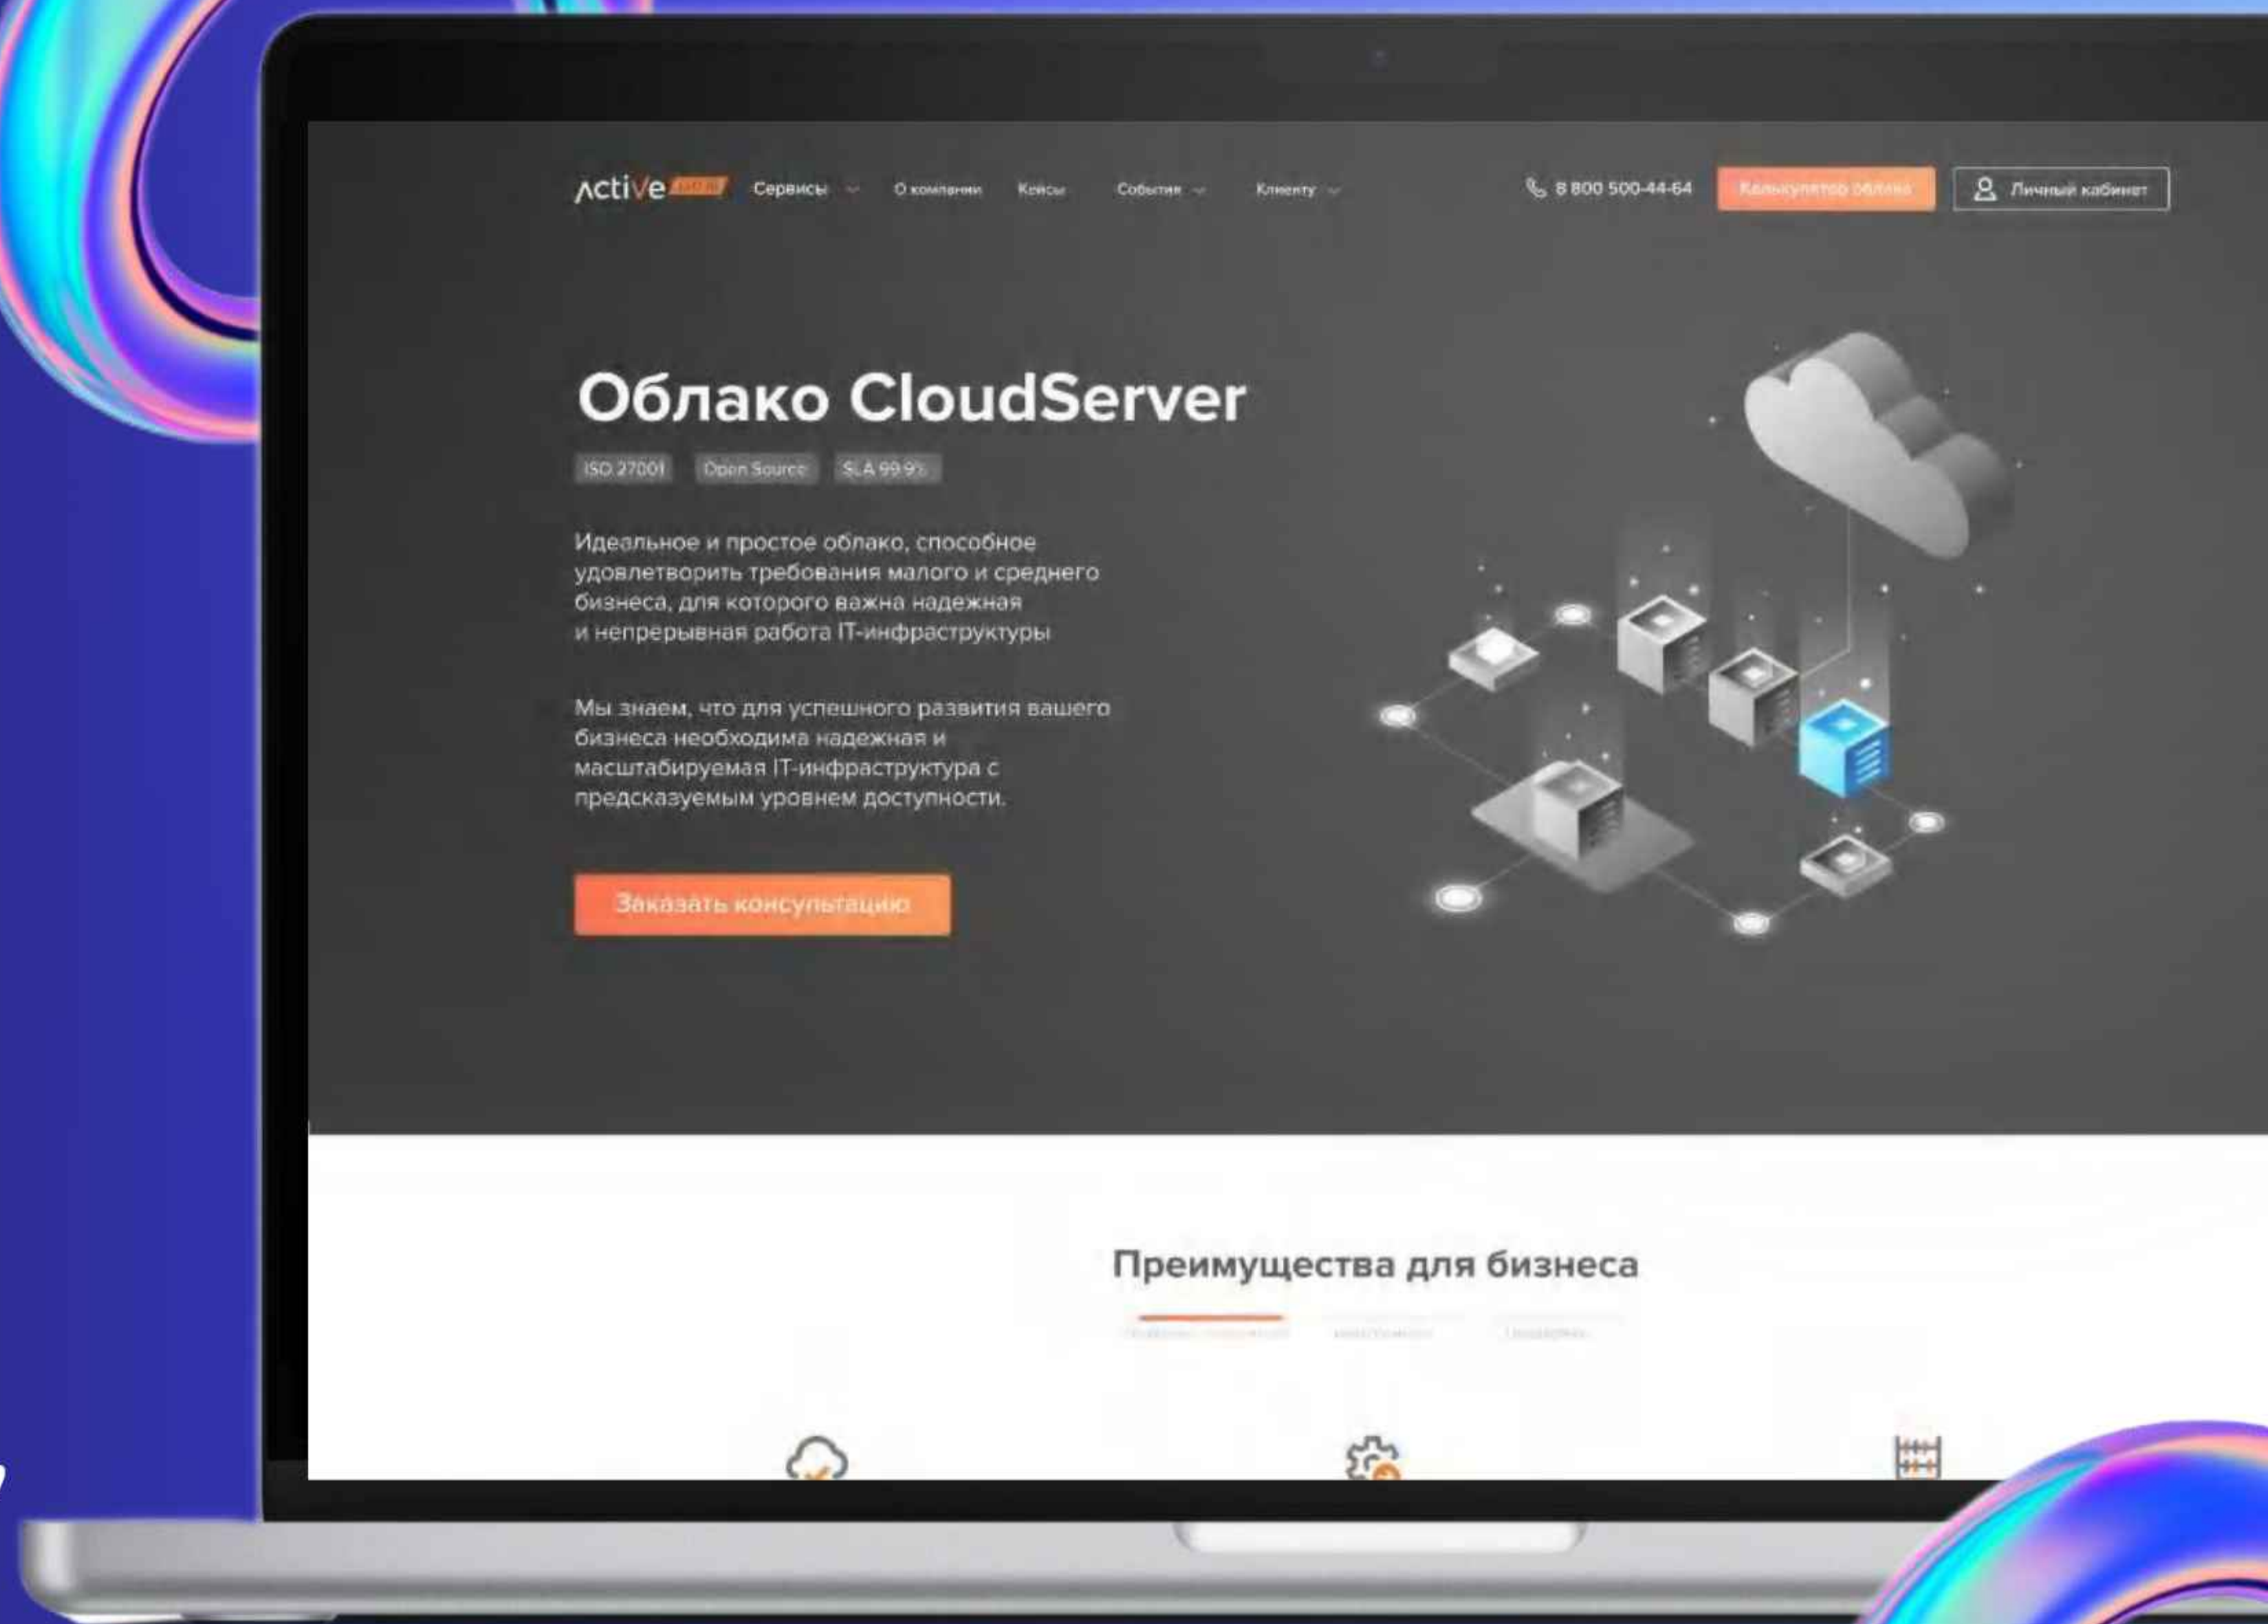 Active
Сервисы
О компании
Кейсы
События
Клиенту
8 800 500-44-64
Калькулятор облака
Личный кабинет
Облако CloudServer
ISO 27001
Open Source
SLA 99.9%
Идеальное и простое облако, способное
удовлетворить требования малого и среднего
бизнеса, для которого важна надежная
и непрерывная работа IT-инфраструктуры
Мы знаем, что для успешного развития вашего
бизнеса необходима надежная и
масштабируемая IT-инфраструктура с
предсказуемым уровнем доступности.
Заказать консультацию
Преимущества для бизнеса